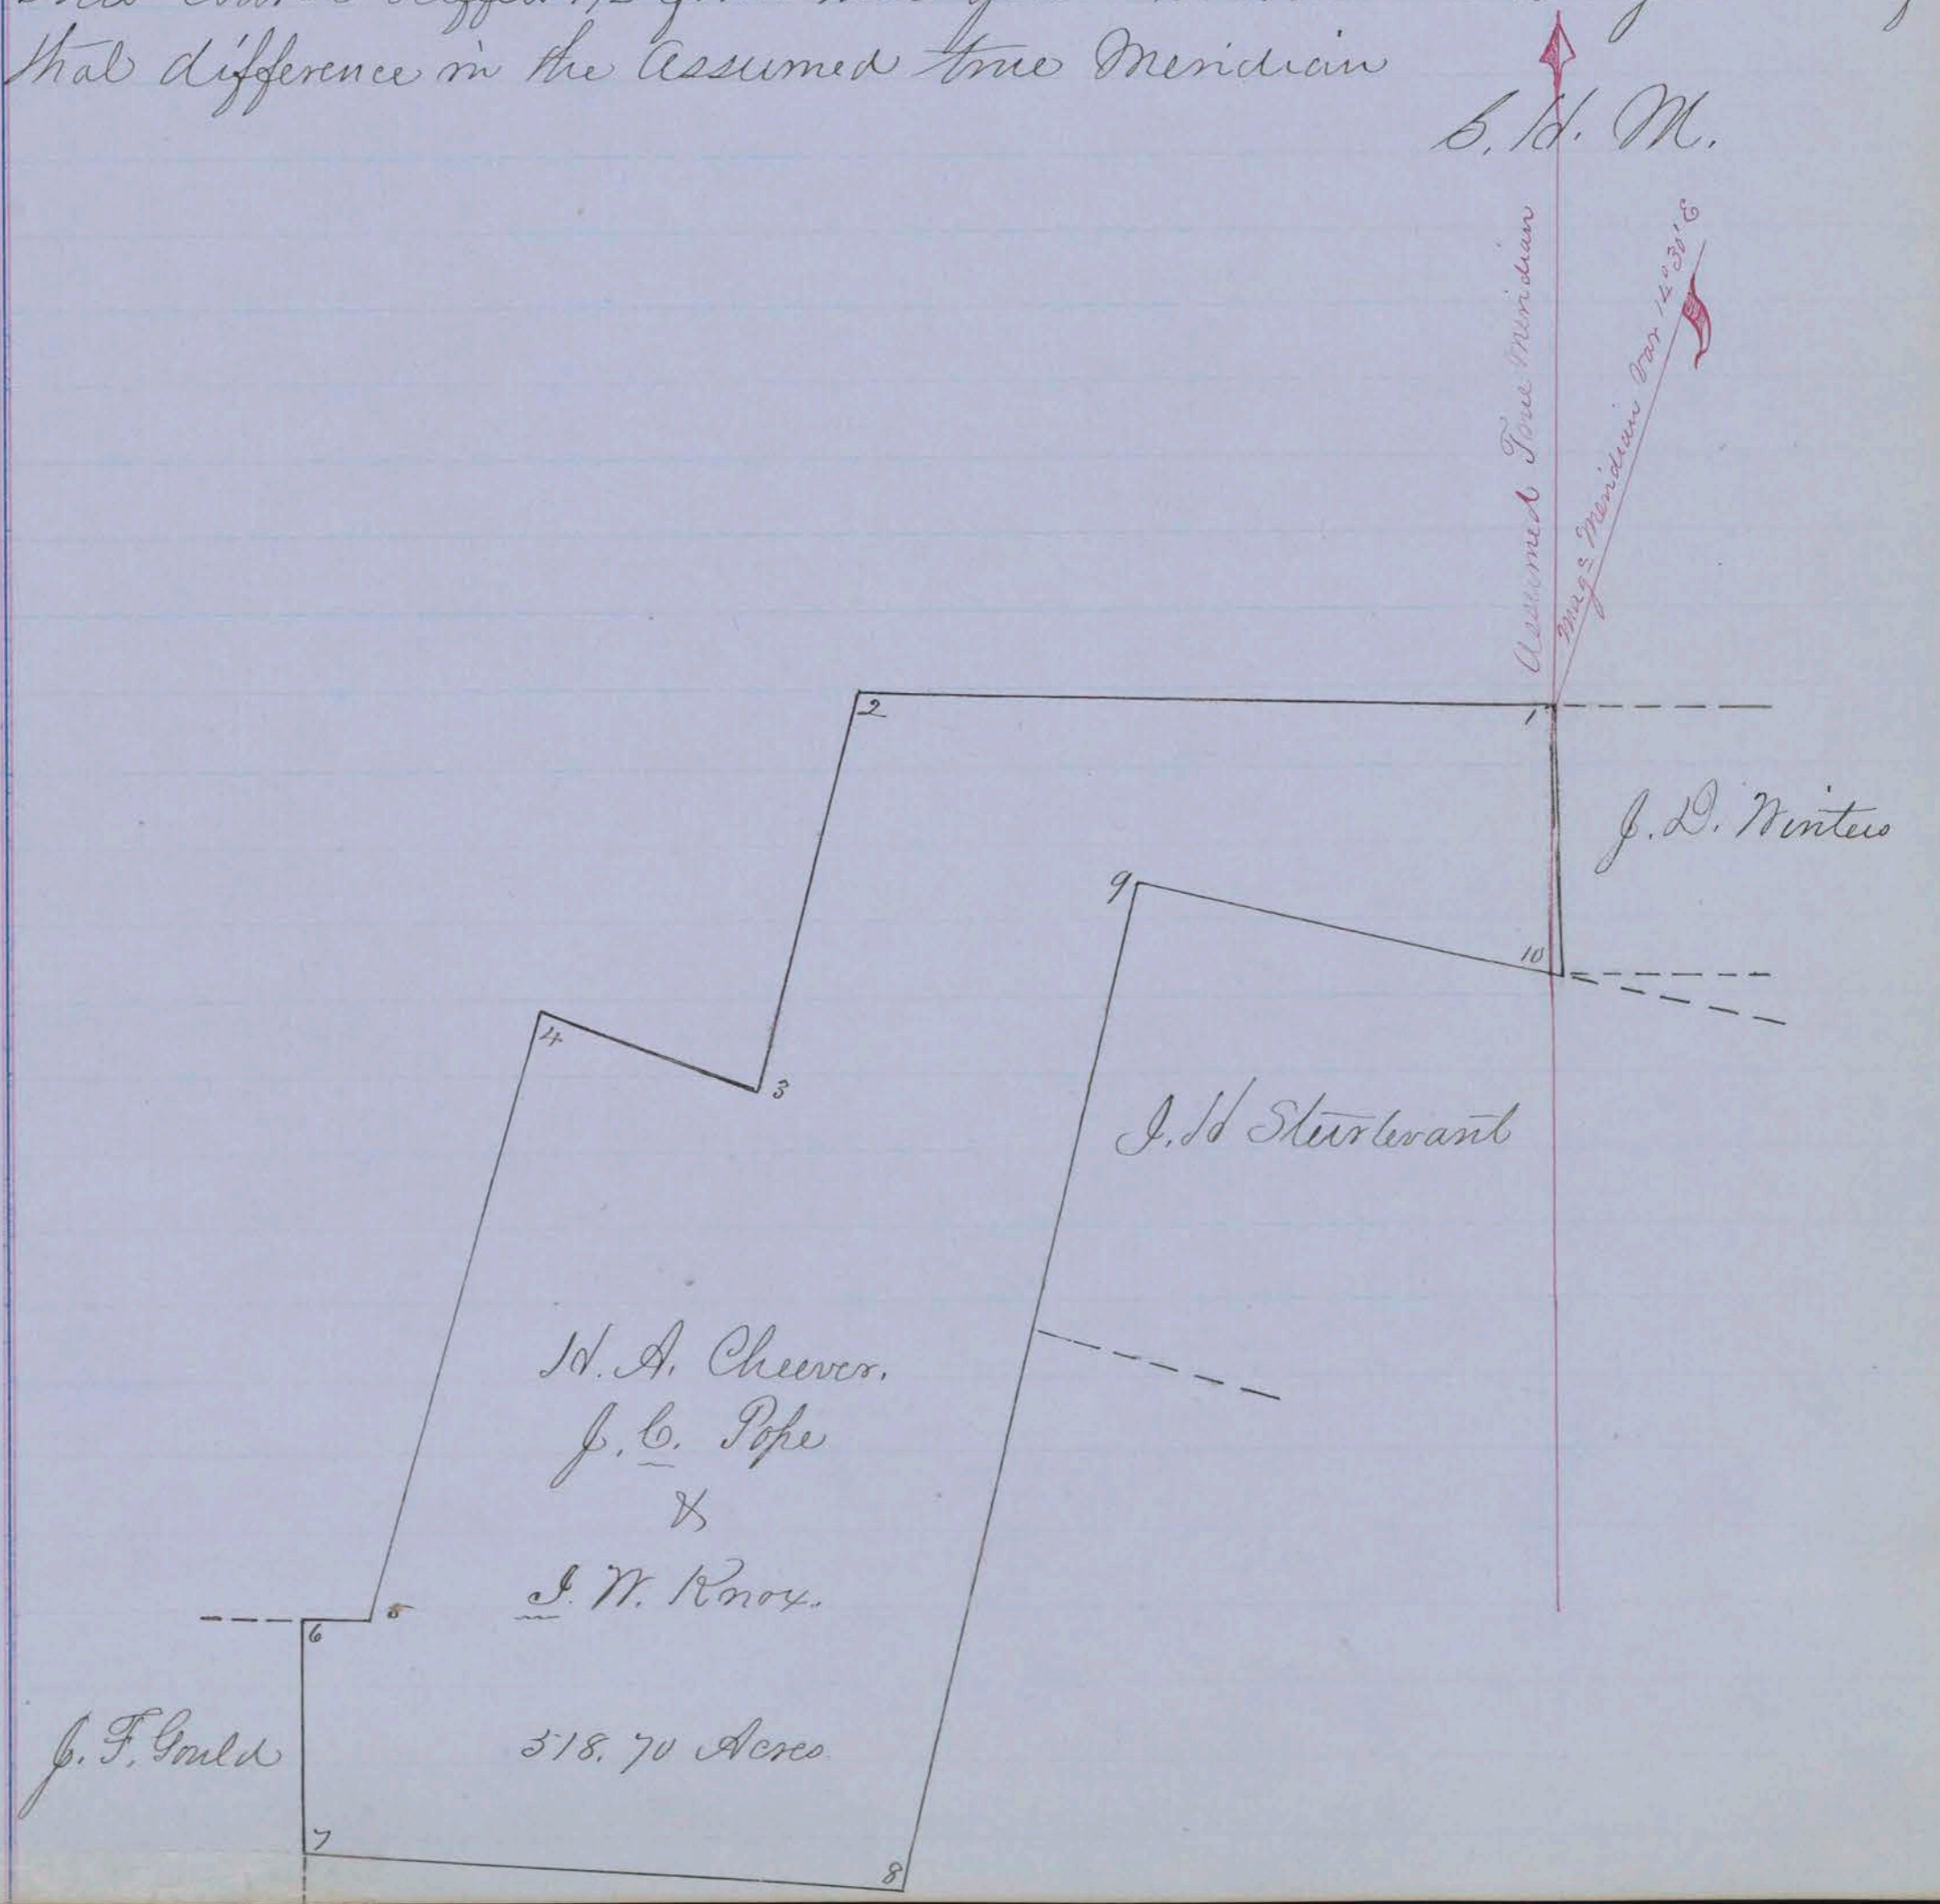 that difference in the assumed true Meridian
Assumed True Meridian
Mag= Meridian Var 14° 30' E
2
1
J. D. Winters
9
10
4
3
J. H Sturtevant
H. A. Cheever.
J. C. Pope
&
I. W. Knox.
5
6
J. F. Gould
518.70 Acres
7
8